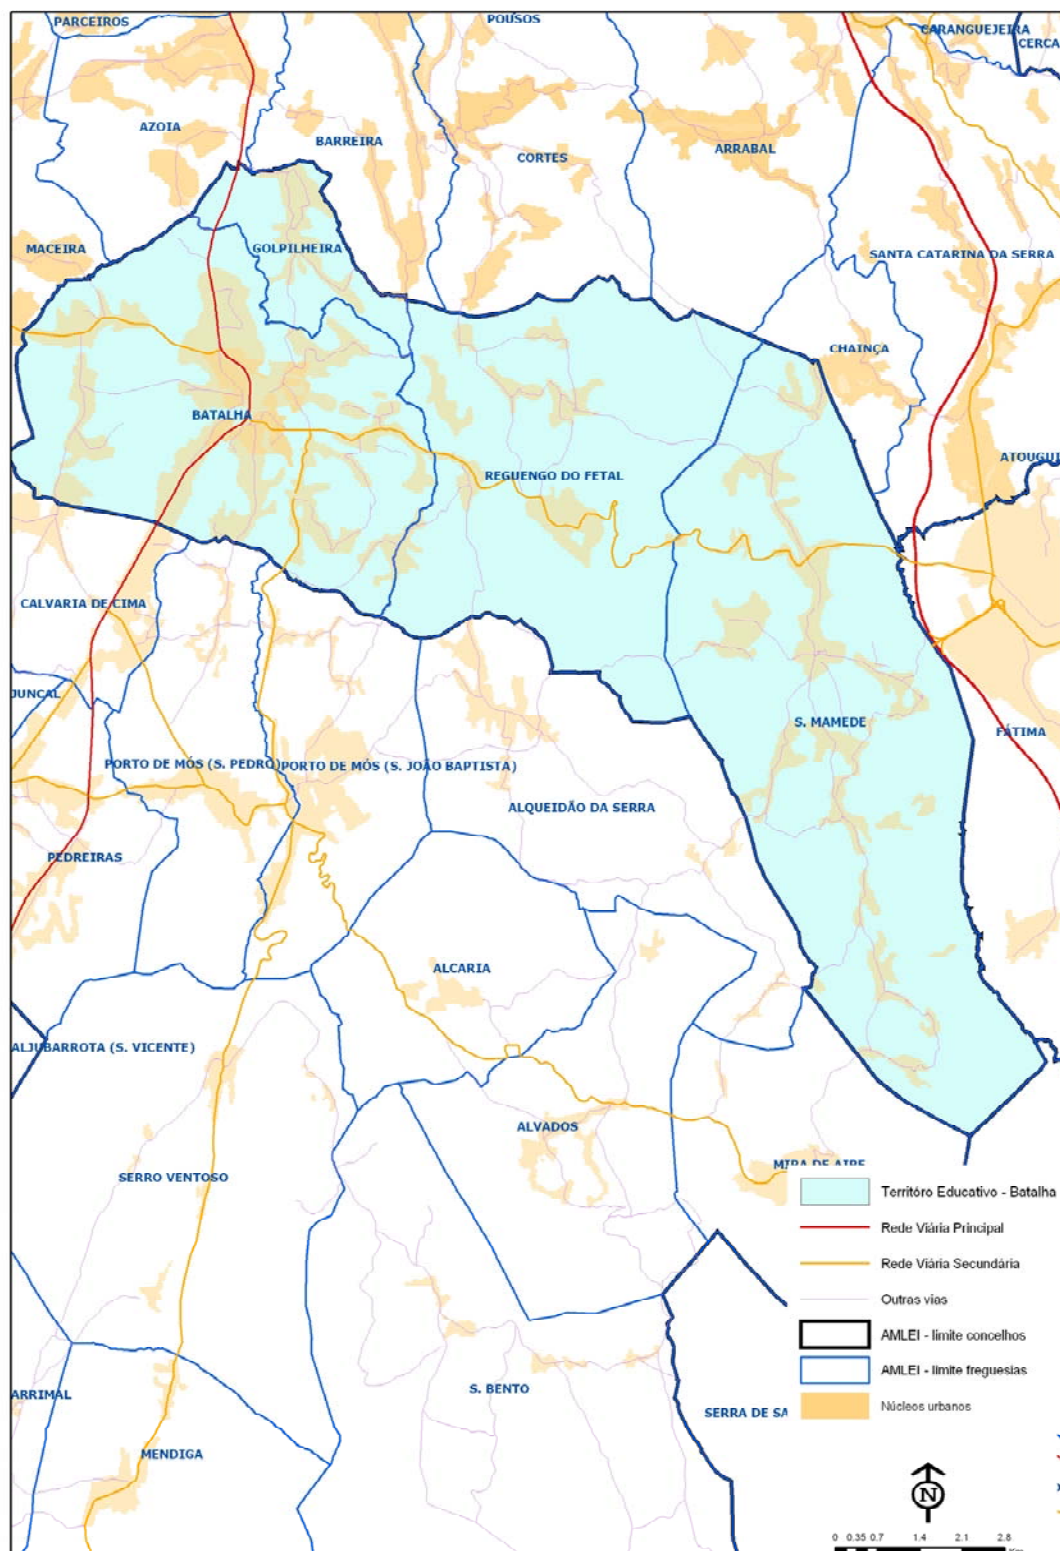 PARCEIROS
POUSOS
CARANGUEJEIRA
CERCA
AZOIA
BARREIRA
CORTES
ARRABAL
MACEIRA
GOLPILHEIRA
SANTA CATARINA DA SERRA
CHAINÇA
BATALHA
ATOUGUI
REGUENGO DO FETAL
CALVARIA DE CIMA
JUNCAL
S. MAMEDE
FÁTIMA
PORTO DE MÓS (S. PEDRO)
PORTO DE MÓS (S. JOÃO BAPTISTA)
ALQUEIDÃO DA SERRA
PEDREIRAS
ALCARIA
ALJUBARROTA (S. VICENTE)
ALVADOS
MIRA DE AIRE
SERRO VENTOSO
Territóro Educativo - Batalha
Rede Viária Principal
Rede Viária Secundária
Outras vias
AMLEI - limite concelhos
AMLEI - limite freguesias
Núcleos urbanos
ARRIMAL
S. BENTO
SERRA DE SA
MENDIGA
N
0 0.35 0.7 1.4 2.1 2.8